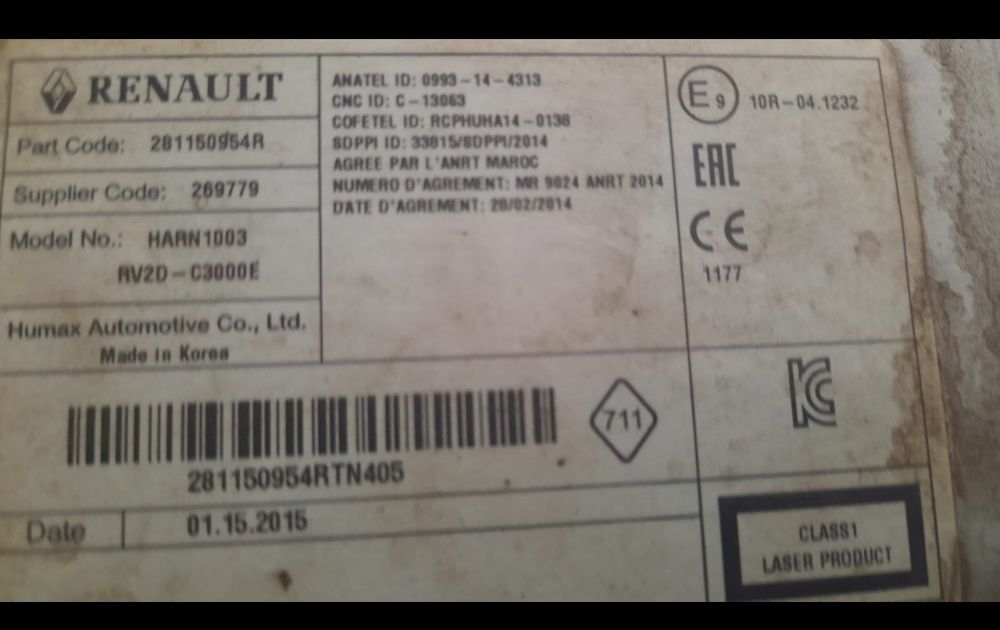 RENAULT
Part Code: 281150954R
Supplier Code: 269779
Model No.: HARN1003
RV2D-C3000E
Humax Automotive Co., Ltd.
Made in Korea
ANATEL ID: 0993-14-4313
CNC ID: C-13063
COFETEL ID: RCPHUHA14-0138
SDPPI ID: 33815/SDPPI/2014
AGREE PAR L'ANRT MAROC
NUMERO D'AGREMENT: MR 9024 ANRT 2014
DATE D'AGREMENT: 28/02/2014
E9 10R-04.1232
EAC
CE
1177
281150954RTN405
711
KC
Date 01.15.2015
CLASS1
LASER PRODUCT